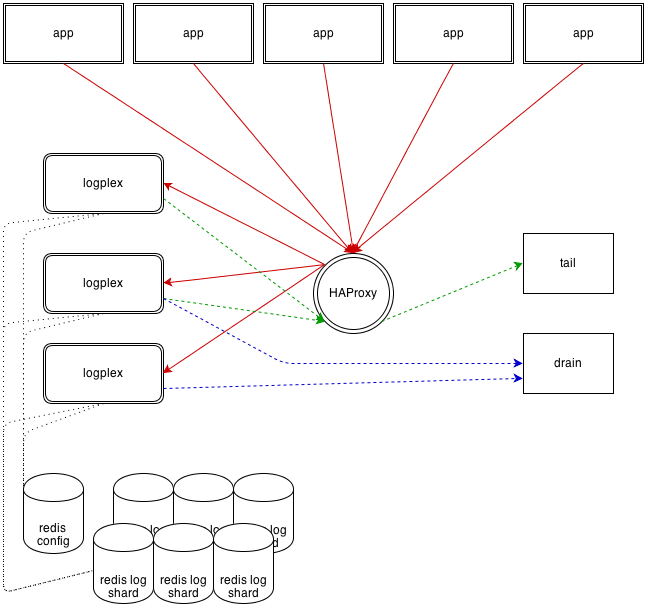 app
app
app
app
app
logplex
logplex
HAProxy
tail
logplex
drain
redis
config
log
d
redis log
shard
redis log
shard
redis log
shard